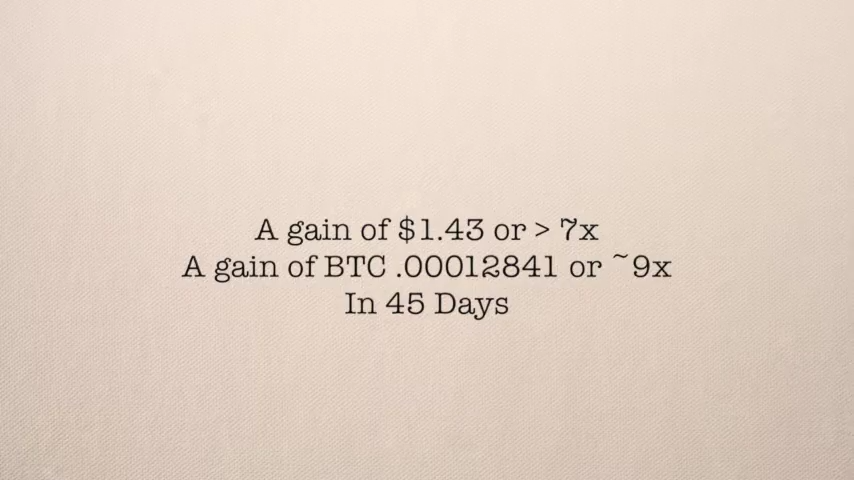 A gain of $1.43 or > 7x
A gain of BTC .00012841 or ~9x
In 45 Days